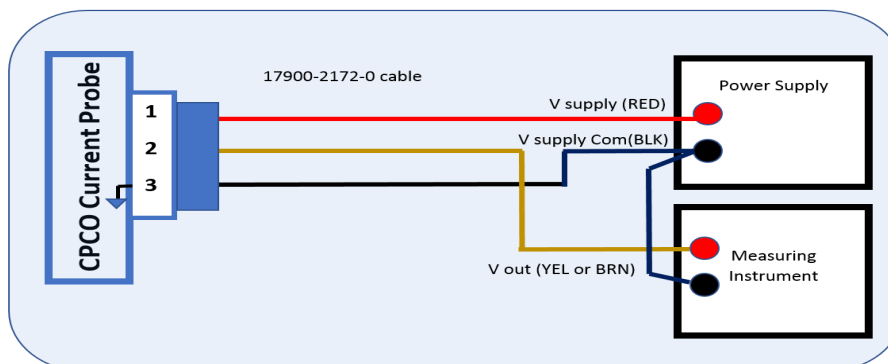 CPCO Current Probe
1
2
3
17900-2172-0 cable
V supply (RED)
V supply Com(BLK)
V out (YEL or BRN)
Power Supply
Measuring
Instrument